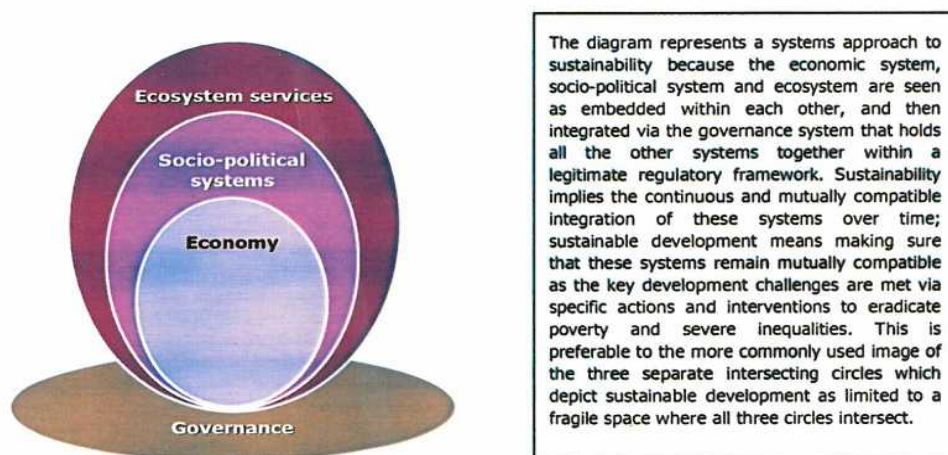 Ecosystem services
Socio-political
systems
Economy
Governance
The diagram represents a systems approach to
sustainability because the economic system,
socio-political system and ecosystem are seen
as embedded within each other, and then
integrated via the governance system that holds
all the other systems together within a
legitimate regulatory framework. Sustainability
implies the continuous and mutually compatible
integration of these systems over time;
sustainable development means making sure
that these systems remain mutually compatible
as the key development challenges are met via
specific actions and interventions to eradicate
poverty and severe inequalities. This is
preferable to the more commonly used image of
the three separate intersecting circles which
depict sustainable development as limited to a
fragile space where all three circles intersect.